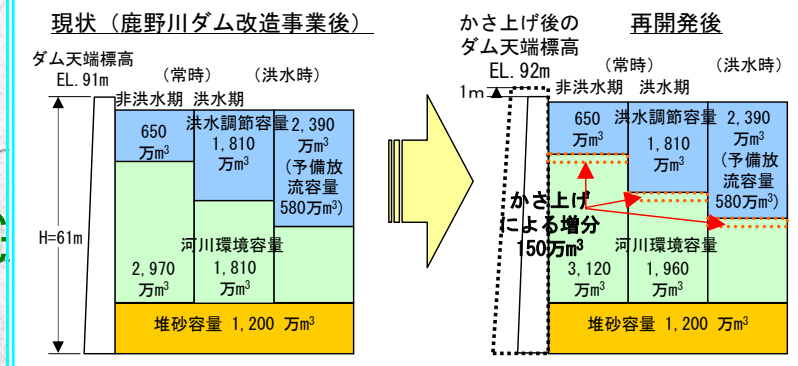 現状（鹿野川ダム改造事業後）
ダム天端標高
EL. 91m
（常時）
（洪水時）
非洪水期
洪水期
洪水調節容量
650
万m³
1,810
万m³
2,390
万m³
（予備放
流容量
580万m³）
H=61m
河川環境容量
2,970
万m³
1,810
万m³
堆砂容量 1,200 万m³
かさ上げ後の
ダム天端標高
EL. 92m
1m
再開発後
（常時）
（洪水時）
非洪水期
洪水期
洪水調節容量
650
万m³
1,810
万m³
2,390
万m³
（予備放
流容量
580万m³）
かさ上げ
による増分
150万m³
河川環境容量
3,120
万m³
1,960
万m³
堆砂容量 1,200 万m³